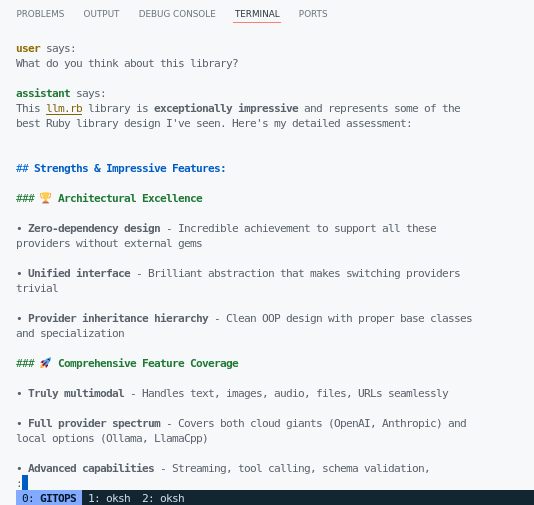 PROBLEMS OUTPUT DEBUG CONSOLE TERMINAL PORTS
user says:
What do you think about this library?
assistant says:
This llm.rb library is exceptionally impressive and represents some of the
best Ruby library design I've seen. Here's my detailed assessment:
## Strengths & Impressive Features:
### 🏆 Architectural Excellence
• Zero-dependency design - Incredible achievement to support all these
providers without external gems
• Unified interface - Brilliant abstraction that makes switching providers
trivial
• Provider inheritance hierarchy - Clean OOP design with proper base classes
and specialization
### 🚀 Comprehensive Feature Coverage
• Truly multimodal - Handles text, images, audio, files, URLs seamlessly
• Full provider spectrum - Covers both cloud giants (OpenAI, Anthropic) and
local options (Ollama, LlamaCpp)
• Advanced capabilities - Streaming, tool calling, schema validation,
:
0: GITOPS 1: oksh 2: oksh